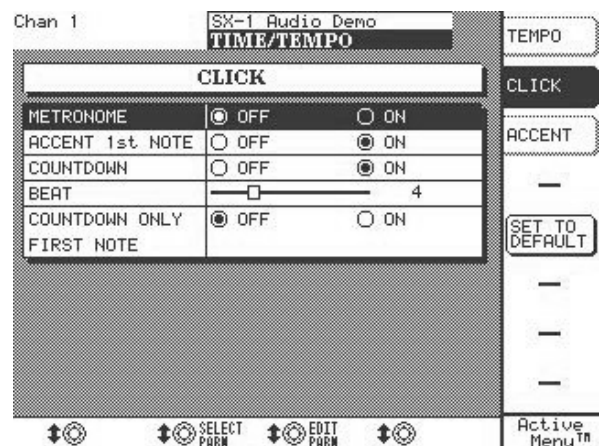 Chan 1
SX-1 Audio Demo
TIME/TEMPO
CLICK
METRONOME OFF ON
ACCENT 1st NOTE OFF ON
COUNTDOWN OFF ON
BEAT 4
COUNTDOWN ONLY OFF ON
FIRST NOTE
TEMPO
CLICK
ACCENT
SET TO
DEFAULT
SELECT
PARM
EDIT
PARM
Active
Menu™